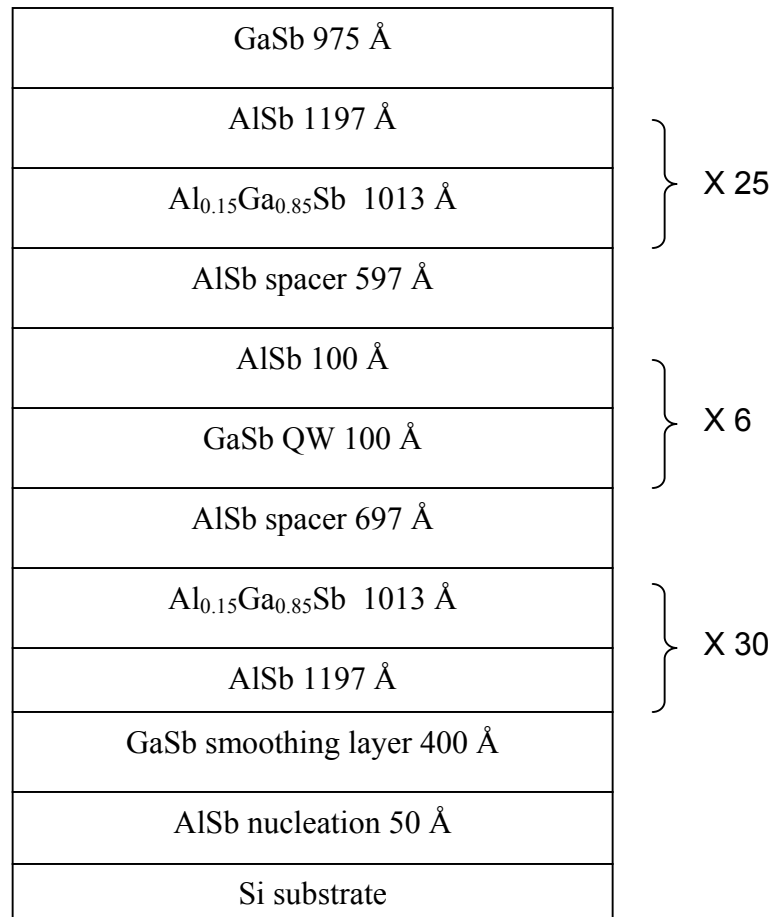 GaSb 975 Å
AlSb 1197 Å
X 25
Al₀.₁₅Ga₀.₈₅Sb 1013 Å
AlSb spacer 597 Å
AlSb 100 Å
X 6
GaSb QW 100 Å
AlSb spacer 697 Å
Al₀.₁₅Ga₀.₈₅Sb 1013 Å
X 30
AlSb 1197 Å
GaSb smoothing layer 400 Å
AlSb nucleation 50 Å
Si substrate